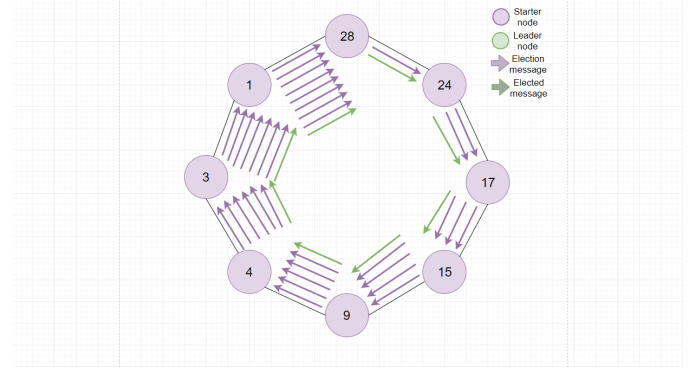 28
1
24
3
17
4
15
9
Starter
node
Leader
node
Election
message
Elected
message